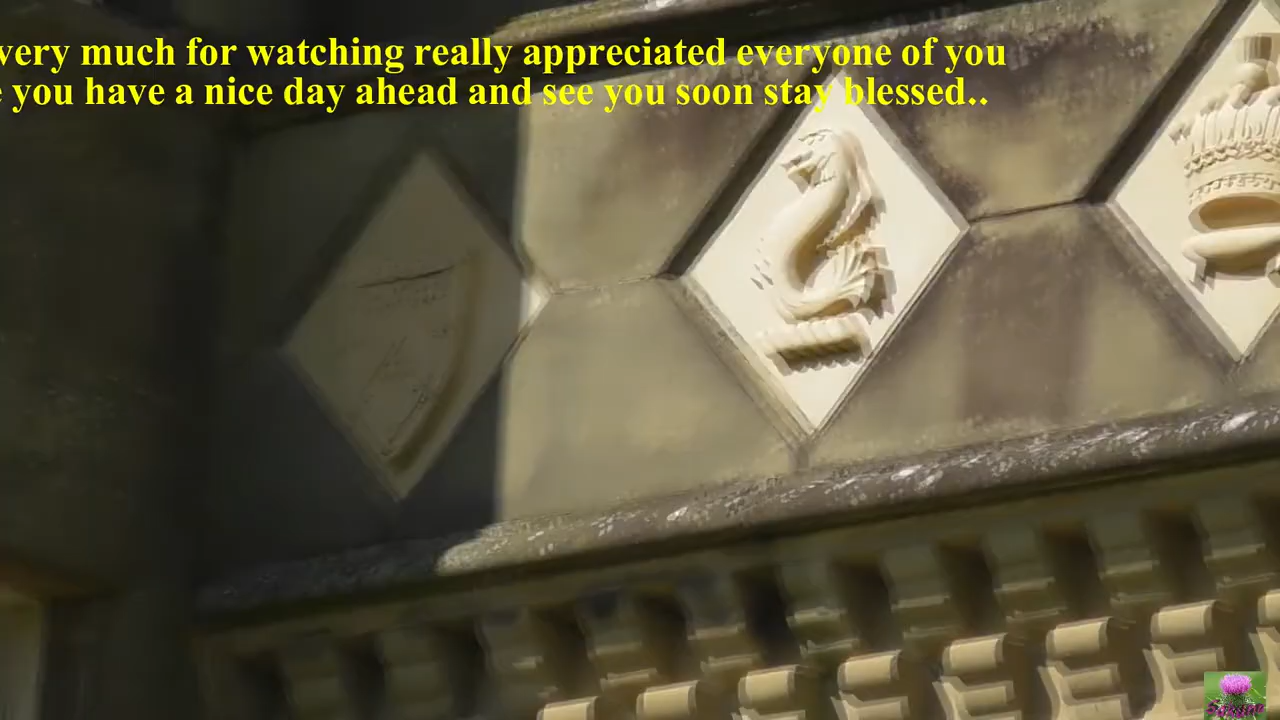 very much for watching really appreciated everyone of you
you have a nice day ahead and see you soon stay blessed..